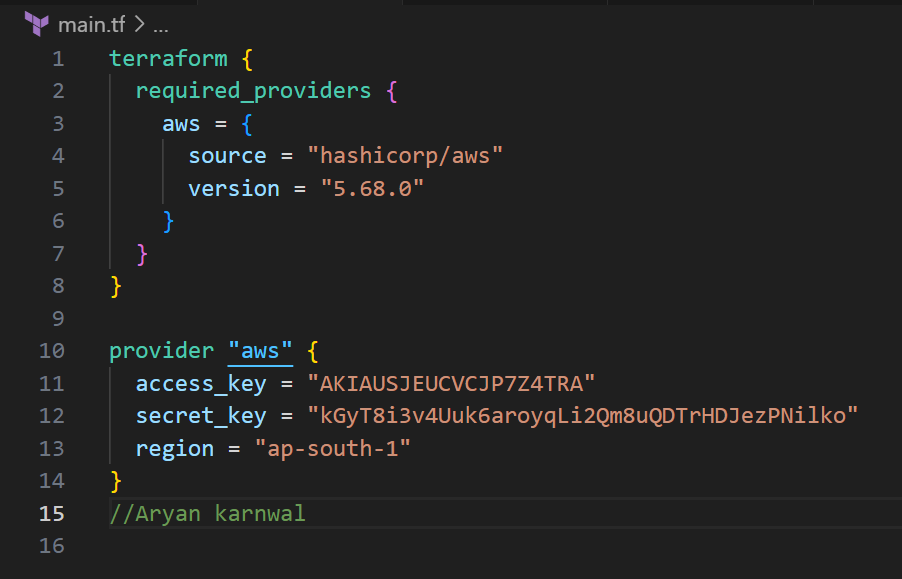 main.tf > ...
1 terraform {
2 required_providers {
3 aws = {
4 source = "hashicorp/aws"
5 version = "5.68.0"
6 }
7 }
8 }
9
10 provider "aws" {
11 access_key = "AKIAUSJEUCVCJP7Z4TRA"
12 secret_key = "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"
13 region = "ap-south-1"
14 }
15 //Aryan karnwal
16